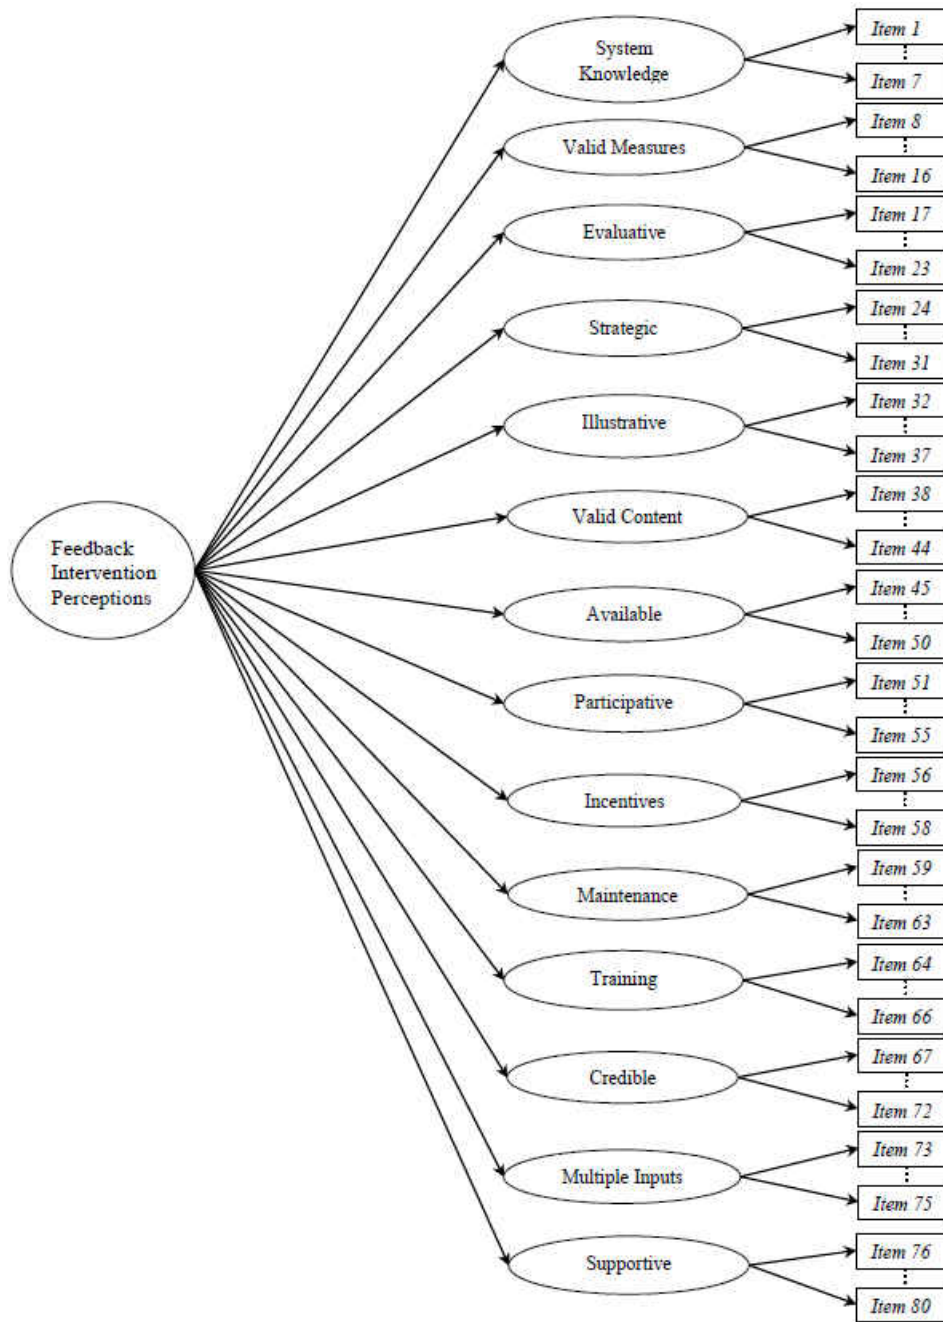 System
Knowledge
Item 1
Item 7
Valid Measures
Item 8
Item 16
Evaluative
Item 17
Item 23
Strategic
Item 24
Item 31
Illustrative
Item 32
Item 37
Valid Content
Item 38
Item 44
Feedback
Intervention
Perceptions
Available
Item 45
Item 50
Participative
Item 51
Item 55
Incentives
Item 56
Item 58
Maintenance
Item 59
Item 63
Training
Item 64
Item 66
Credible
Item 67
Item 72
Multiple Inputs
Item 73
Item 75
Supportive
Item 76
Item 80